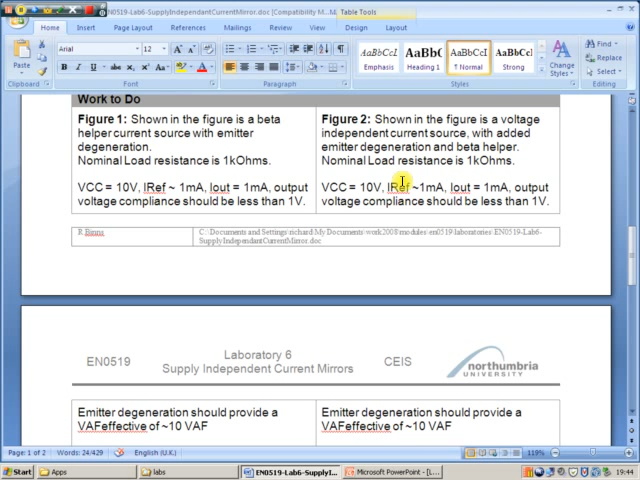 EN0519-Lab6-SupplyIndependantCurrentMirror.doc [Compatibility M...
Table Tools
Home Insert Page Layout References Mailings Review View Design Layout
Arial 12
Paste
Emphasis Heading 1 ¶ Normal Strong
Change Styles
Find
Replace
Select
Clipboard Font Paragraph Styles Editing
Work to Do
Figure 1: Shown in the figure is a beta
helper current source with emitter
degeneration.
Nominal Load resistance is 1kOhms.
VCC = 10V, IRef ~ 1mA, Iout = 1mA, output
voltage compliance should be less than 1V.
Figure 2: Shown in the figure is a voltage
independent current source, with added
emitter degeneration and beta helper.
Nominal Load resistance is 1kOhms.
VCC = 10V, IRef ~1mA, Iout = 1mA, output
voltage compliance should be less than 1V.
R.Binns
C:\Documents and Settings\richard\My Documents\work2008\modules\en0519-laboratories\EN0519-Lab6-
SupplyIndependantCurrentMirror.doc
EN0519
Laboratory 6
Supply Independent Current Mirrors
CEIS
northumbria
UNIVERSITY
Emitter degeneration should provide a
VAFeffective of ~10 VAF
Emitter degeneration should provide a
VAFeffective of ~10 VAF
Page: 1 of 2 Words: 24/429 English (U.K.) 119%
Start Apps labs EN0519-Lab6-SupplyI... Microsoft PowerPoint - [L... 19:44